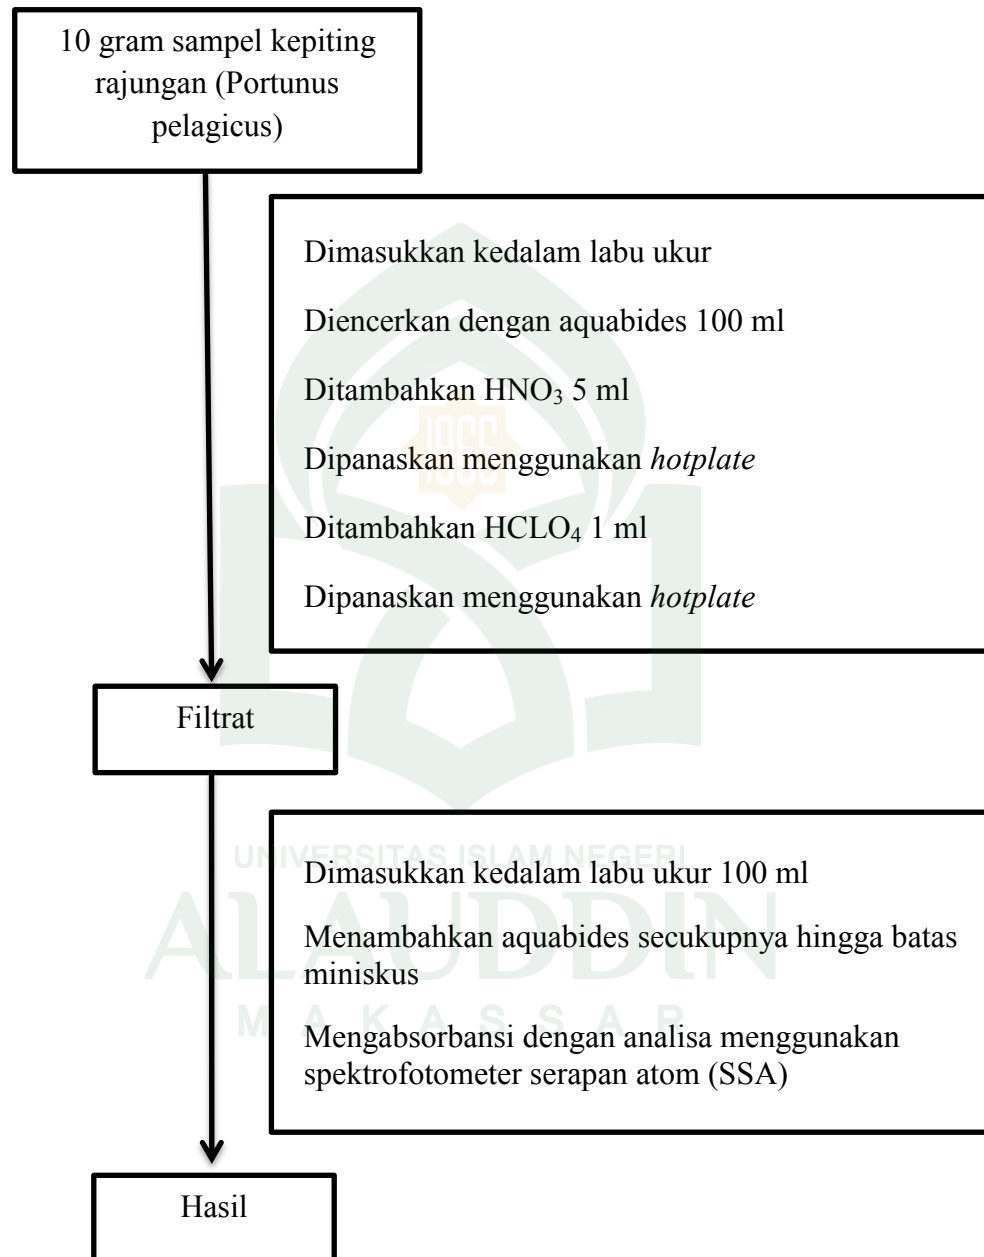 10 gram sampel kepiting
rajungan (Portunus
pelagicus)
Dimasukkan kedalam labu ukur
Diencerkan dengan aquabides 100 ml
Ditambahkan HNO₃ 5 ml
1965
Dipanaskan menggunakan hotplate
Ditambahkan HCLO₄ 1 ml
Dipanaskan menggunakan hotplate
Filtrat
UNIVERSITAS ISLAM NEGERI
Dimasukkan kedalam labu ukur 100 ml
ALAUDDIN
Menambahkan aquabides secukupnya hingga batas
miniskus
MAKASSAR
Mengabsorbansi dengan analisa menggunakan
spektrofotometer serapan atom (SSA)
Hasil